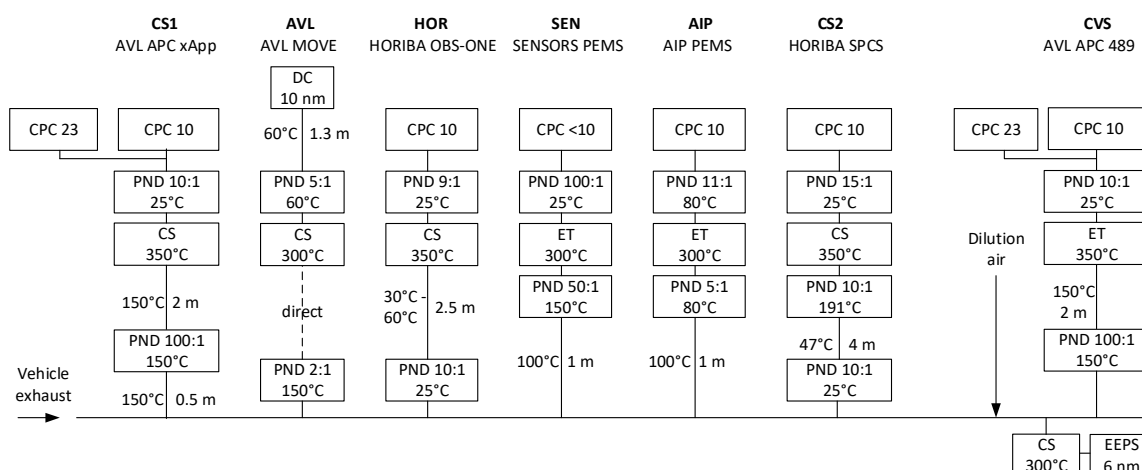 CS1
AVL APC xApp
AVL
AVL MOVE
HOR
HORIBA OBS-ONE
SEN
SENSORS PEMS
AIP
AIP PEMS
CS2
HORIBA SPCS
CVS
AVL APC 489
CPC 23
CPC 10
PND 10:1
25°C
CS
350°C
150°C 2 m
PND 100:1
150°C
150°C 0.5 m
DC
10 nm
60°C 1.3 m
PND 5:1
60°C
CS
300°C
direct
PND 2:1
150°C
CPC 10
PND 9:1
25°C
CS
350°C
30°C -
60°C
2.5 m
PND 10:1
25°C
CPC <10
PND 100:1
25°C
ET
300°C
PND 50:1
150°C
100°C 1 m
CPC 10
PND 11:1
80°C
ET
300°C
PND 5:1
80°C
100°C 1 m
CPC 10
PND 15:1
25°C
CS
350°C
PND 10:1
191°C
47°C 4 m
PND 10:1
25°C
CPC 23
CPC 10
PND 10:1
25°C
ET
350°C
150°C
2 m
PND 100:1
150°C
Dilution
air
Vehicle
exhaust
CS
300°C
EEPS
6 nm